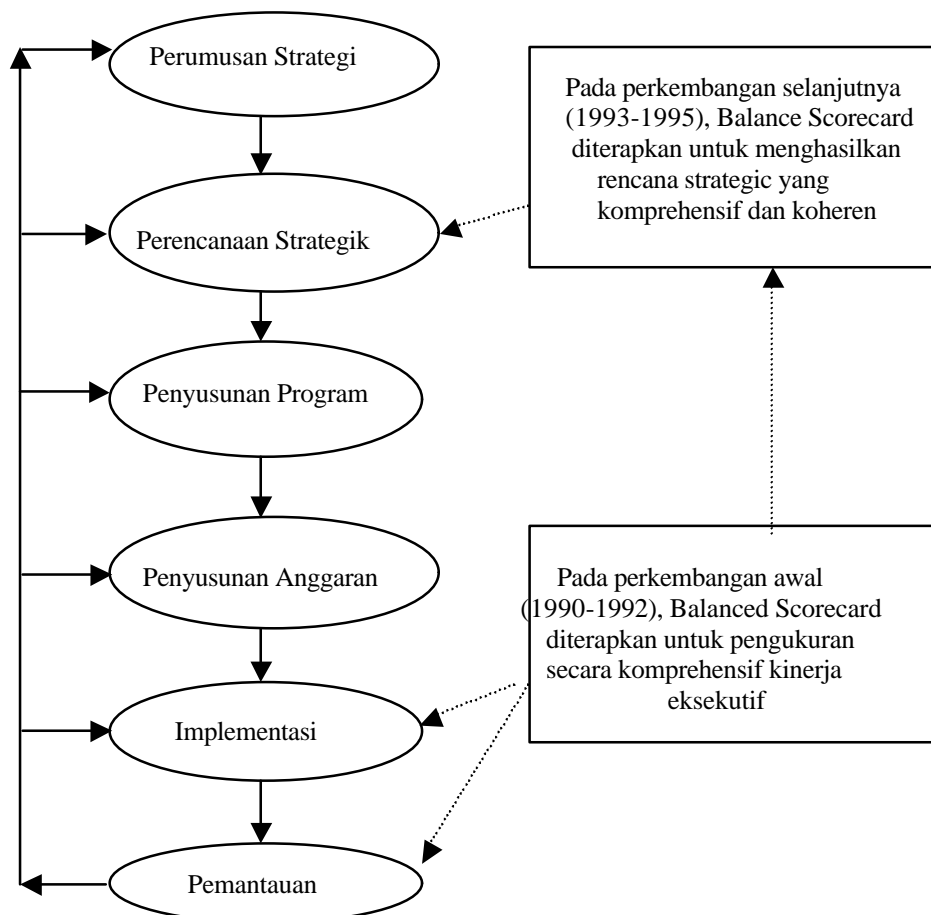 Perumusan Strategi
Pada perkembangan selanjutnya
(1993-1995), Balance Scorecard
diterapkan untuk menghasilkan
rencana strategic yang
komprehensif dan koheren
Perencanaan Strategik
Penyusunan Program
Penyusunan Anggaran
Pada perkembangan awal
(1990-1992), Balanced Scorecard
diterapkan untuk pengukuran
secara komprehensif kinerja
eksekutif
Implementasi
Pemantauan